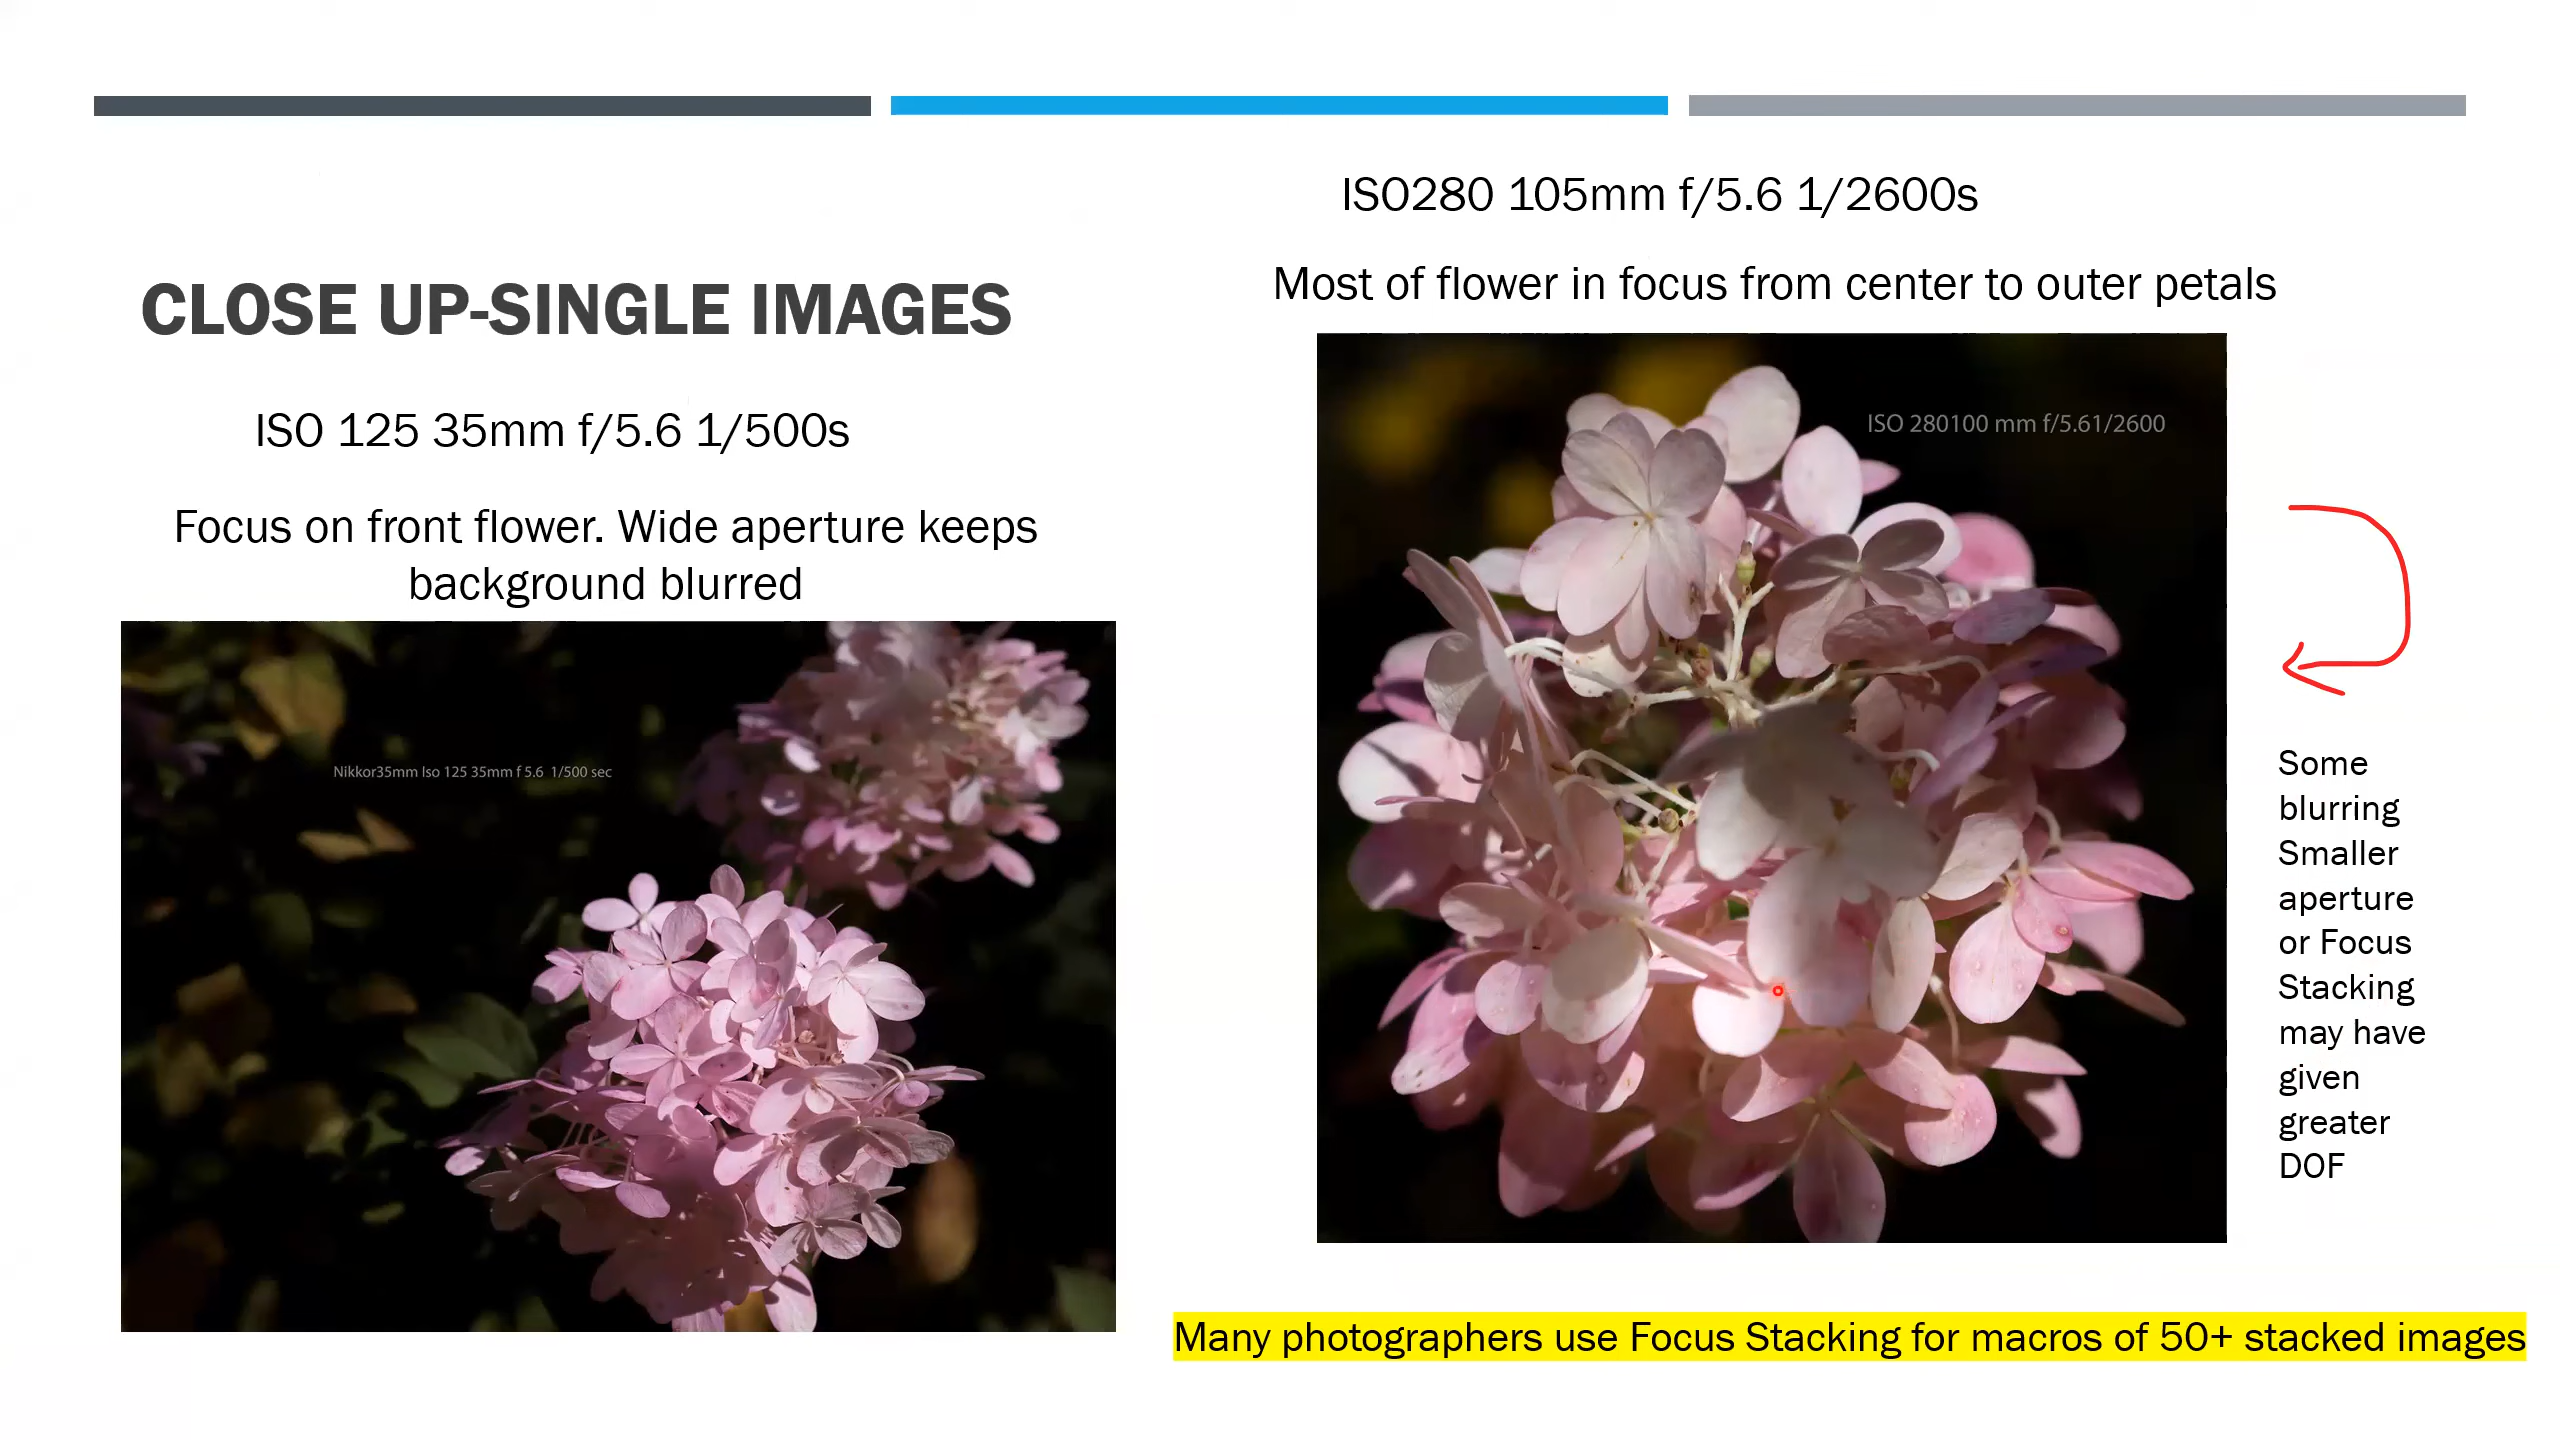 CLOSE UP-SINGLE IMAGES
ISO 125 35mm f/5.6 1/500s
Focus on front flower. Wide aperture keeps
background blurred
Nikkor35mm Iso 125 35mm f 5.6 1/500 sec
ISO280 105mm f/5.6 1/2600s
Most of flower in focus from center to outer petals
ISO 280100 mm f/5.61/2600
Some
blurring
Smaller
aperture
or Focus
Stacking
may have
given
greater
DOF
Many photographers use Focus Stacking for macros of 50+ stacked images